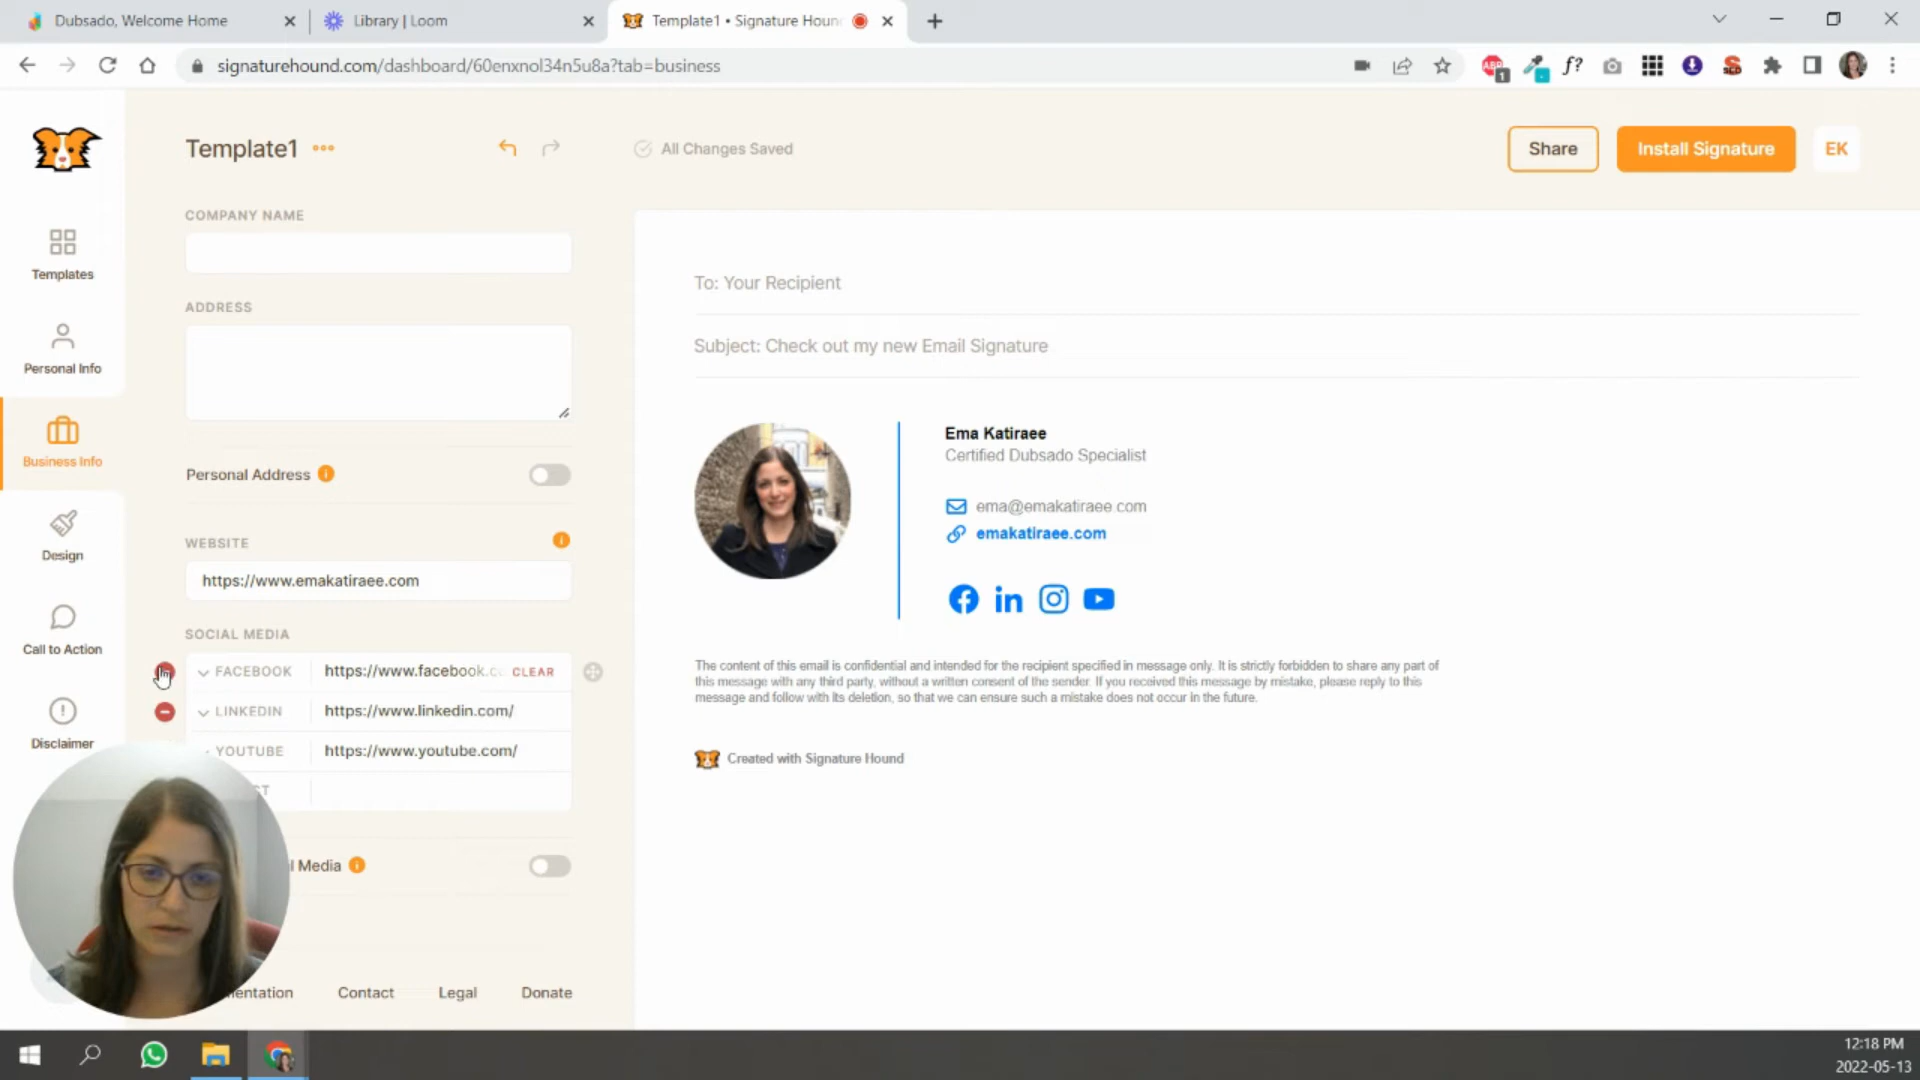 Dubsado, Welcome Home
Library | Loom
Template1 • Signature Houn
signaturehound.com/dashboard/60enxnol34n5u8a?tab=business
ABP
1
f?
SEO
Template1
All Changes Saved
Share
Install Signature
EK
Templates
Personal Info
Business Info
Design
Call to Action
Disclaimer
COMPANY NAME
ADDRESS
Personal Address
WEBSITE
https://www.emakatiraee.com
SOCIAL MEDIA
FACEBOOK https://www.facebook.co CLEAR
LINKEDIN https://www.linkedin.com/
YOUTUBE https://www.youtube.com/
ST
l Media
mentation
Contact
Legal
Donate
To: Your Recipient
Subject: Check out my new Email Signature
Ema Katiraee
Certified Dubsado Specialist
ema@emakatiraee.com
emakatiraee.com
The content of this email is confidential and intended for the recipient specified in message only. It is strictly forbidden to share any part of
this message with any third party, without a written consent of the sender. If you received this message by mistake, please reply to this
message and follow with its deletion, so that we can ensure such a mistake does not occur in the future.
Created with Signature Hound
12:18 PM
2022-05-13